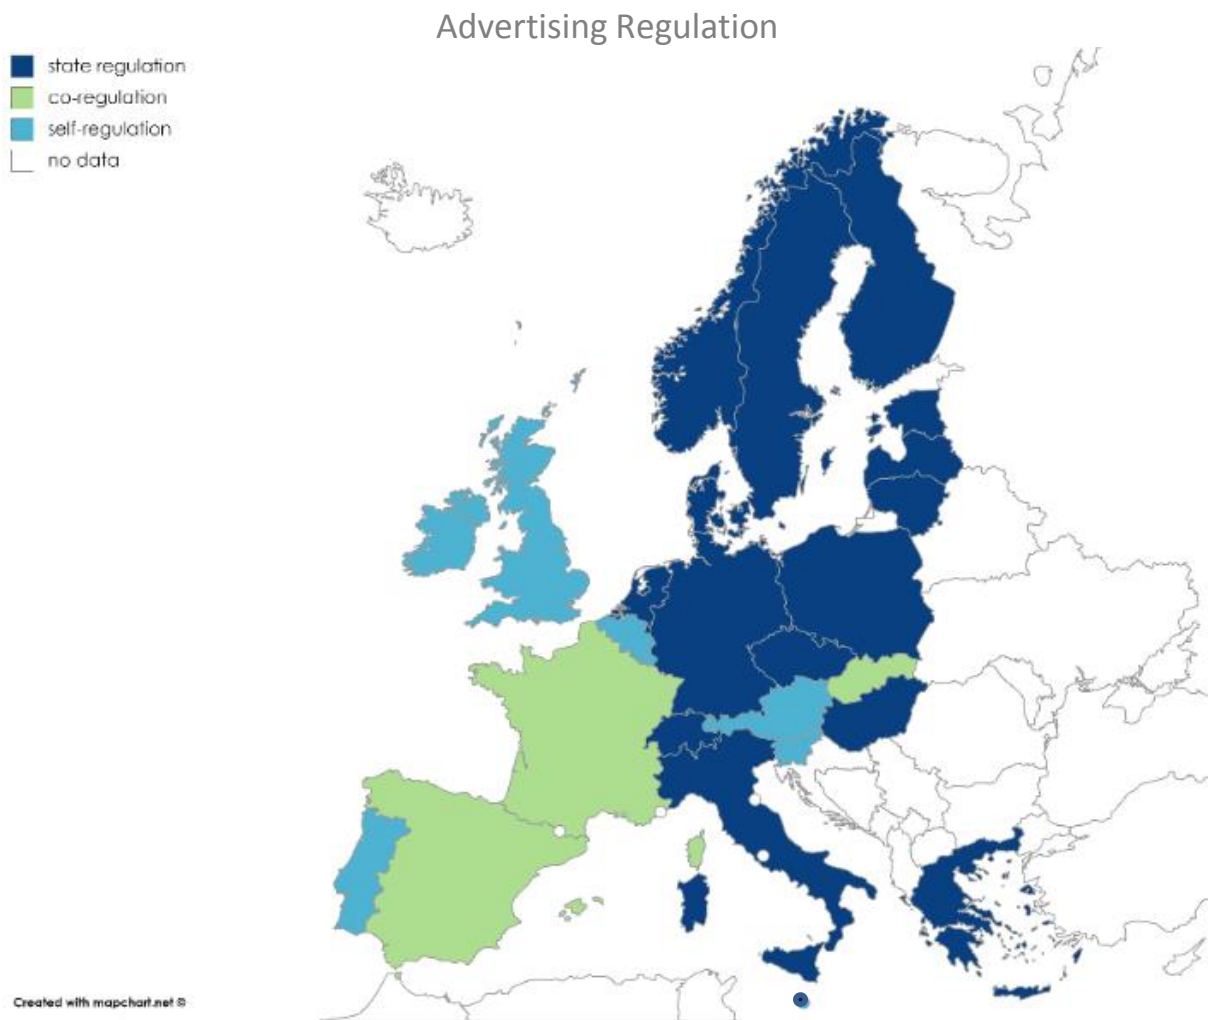 Advertising Regulation
state regulation
co-regulation
self-regulation
no data
Created with mapchart.net ©